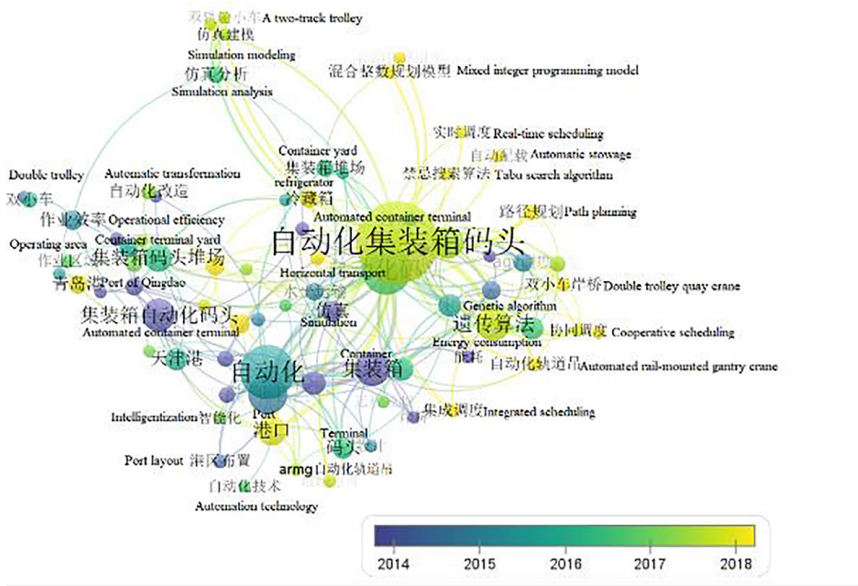 双 小车 A two-track trolley
仿真建模
Simulation modeling
仿真分析
Simulation analysis
混合整数规划模型 Mixed integer programming model
实时调度 Real-time scheduling
自动配载 Automatic stowage
禁忌搜索算法 Tabu search algorithm
Container yard
集装箱堆场
refrigerator
冷藏箱
Double trolley
双小车
Automatic transformation
自动化改造
作业效率 Operational efficiency
路径规划 Path planning
Automated container terminal
自动化集装箱码头
Operating area
作业区
Container terminal yard
集装箱码头堆场
青岛港 Port of Qingdao
Horizontal transport
仿真
Simulation
双小车岸桥 Double trolley quay crane
集装箱自动化码头
Automated container terminal
Genetic algorithm
遗传算法
协同调度 Cooperative scheduling
Energy consumption
能耗
自动化轨道吊 Automated rail-mounted gantry crane
天津港
自动化
Container
集装箱
Intelligentization 智能化
Port
港口
集成调度 Integrated scheduling
Terminal
码头
Port layout 港区布置
armg 自动化轨道吊
自动化技术
Automation technology
2014 2015 2016 2017 2018